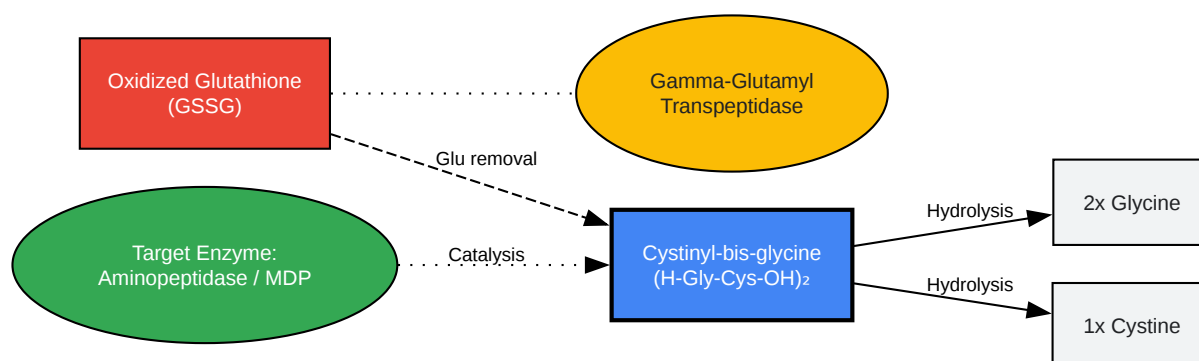 Oxidized Glutathione
(GSSG)
Gamma-Glutamyl
Transpeptidase
Glu removal
Target Enzyme:
Aminopeptidase / MDP
Catalysis
Cystinyl-bis-glycine
(H-Gly-Cys-OH)₂
Hydrolysis
2x Glycine
Hydrolysis
1x Cystine